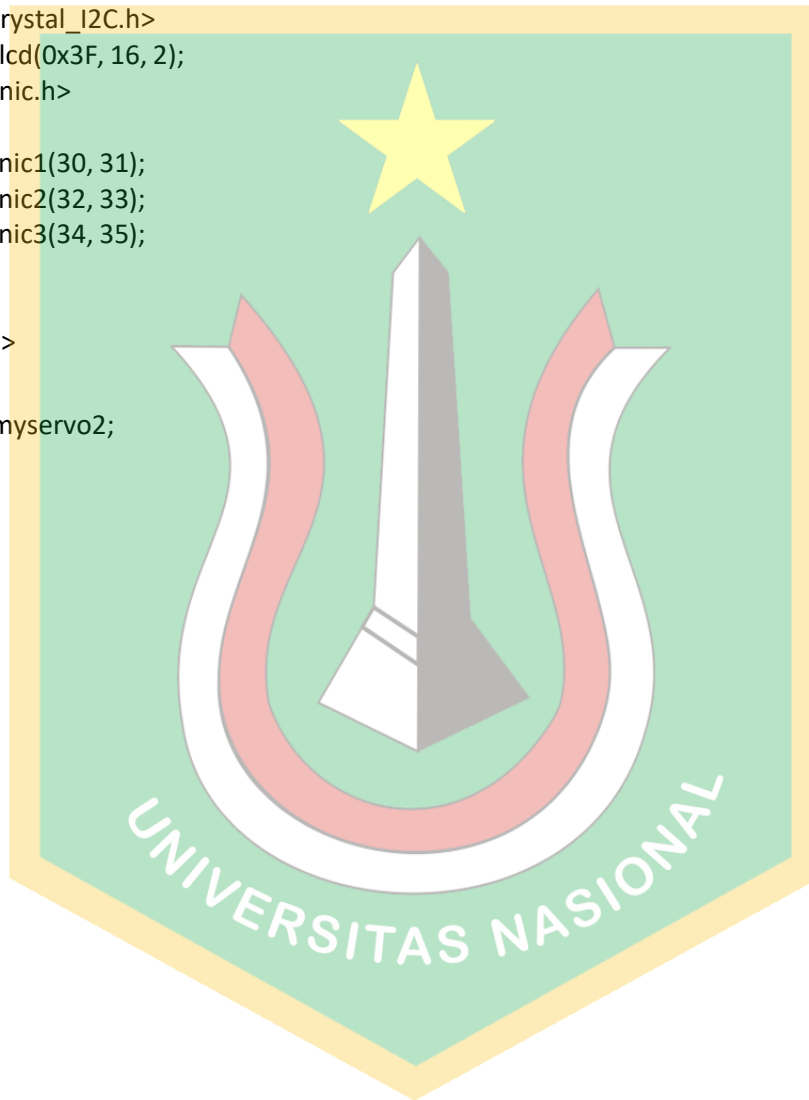 rystal_I2C.h>
lcd(0x3F, 16, 2);
nic.h>
nic1(30, 31);
nic2(32, 33);
nic3(34, 35);
>
myservo2;
UNIVERSITAS NASIONAL